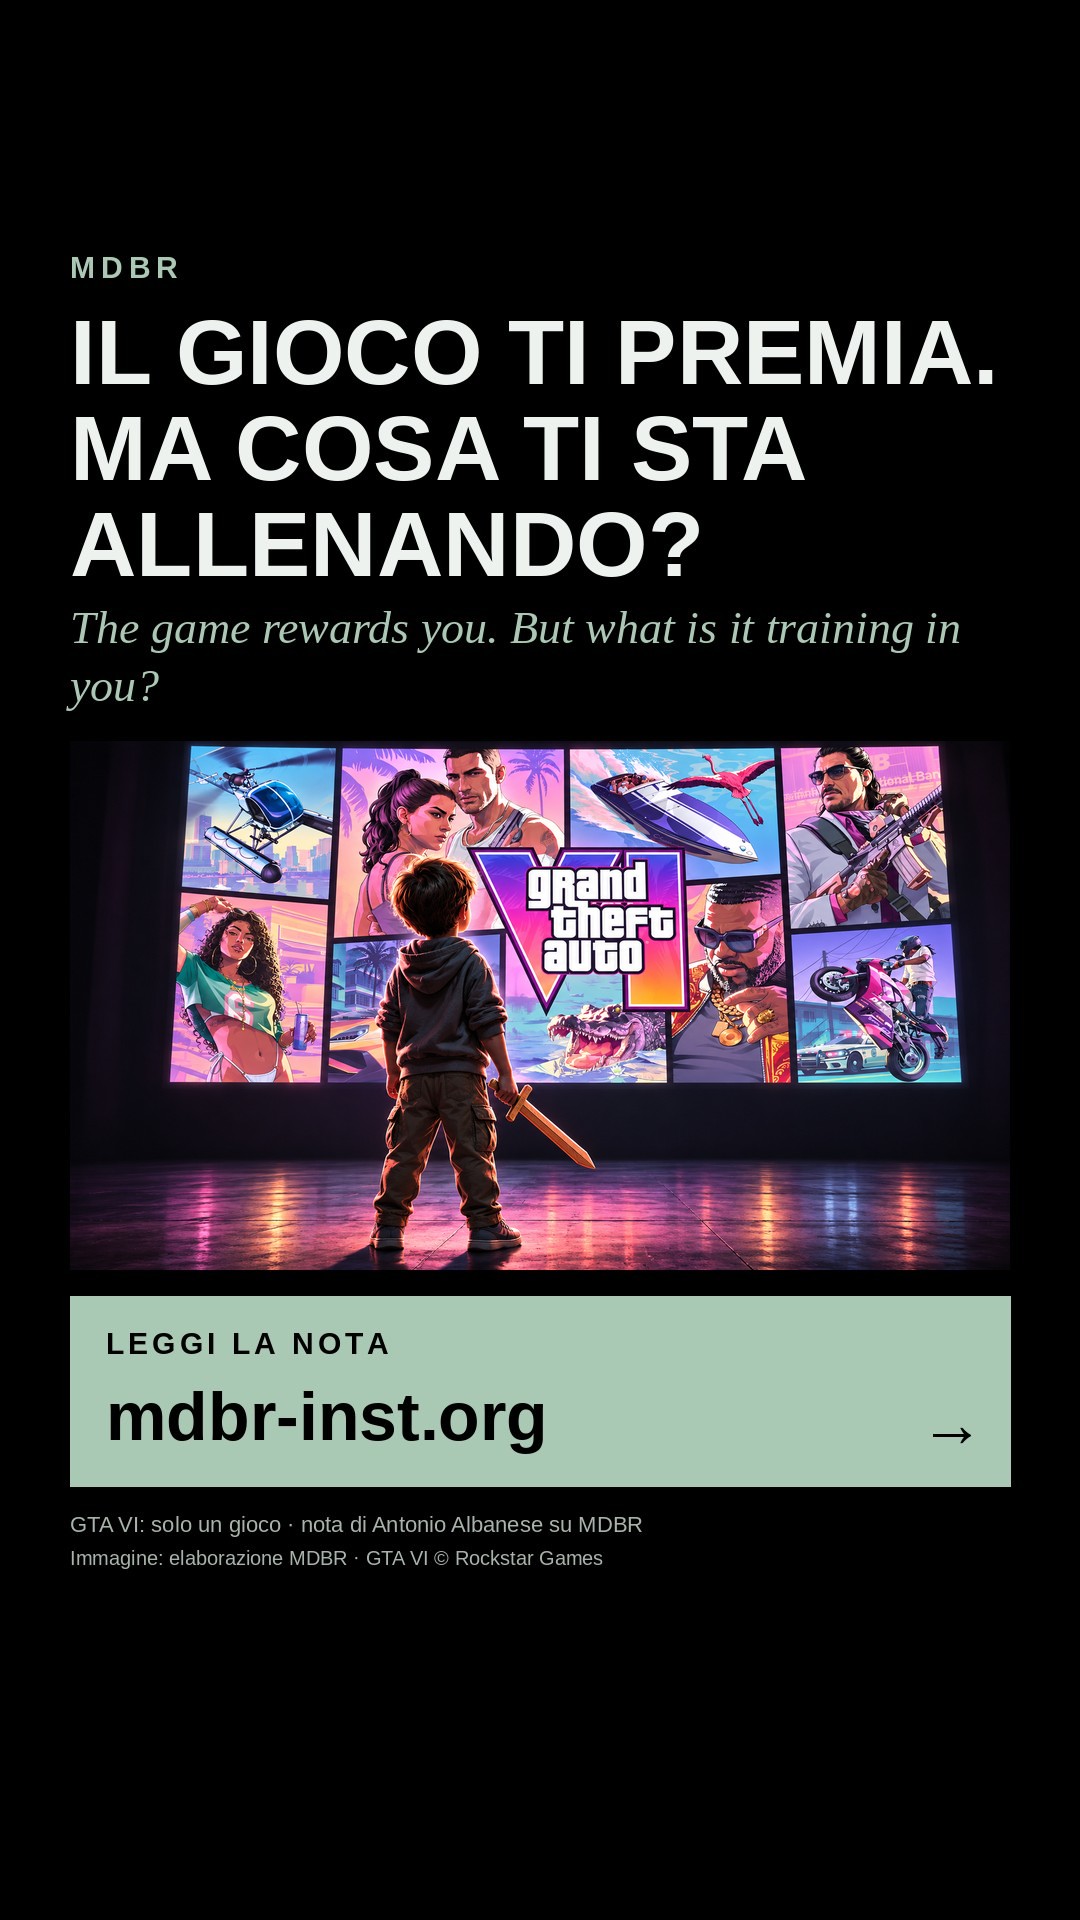 MDBR
IL GIOCO TI PREMIA.
MA COSA TI STA
ALLENANDO?
The game rewards you. But what is it training in
you?
VI
grand
theft
auto
LEGGI LA NOTA
mdbr-inst.org
→
GTA VI: solo un gioco · nota di Antonio Albanese su MDBR
Immagine: elaborazione MDBR · GTA VI © Rockstar Games